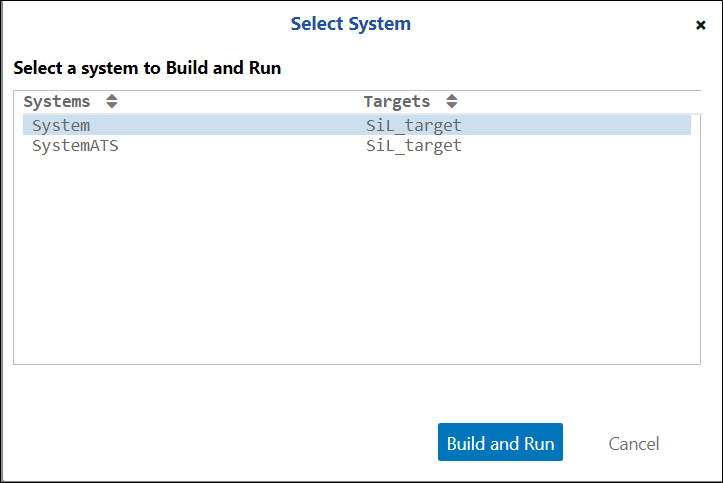 Select System
Select a system to Build and Run
Systems Targets
System SiL_target
SystemATS SiL_target
Build and Run Cancel